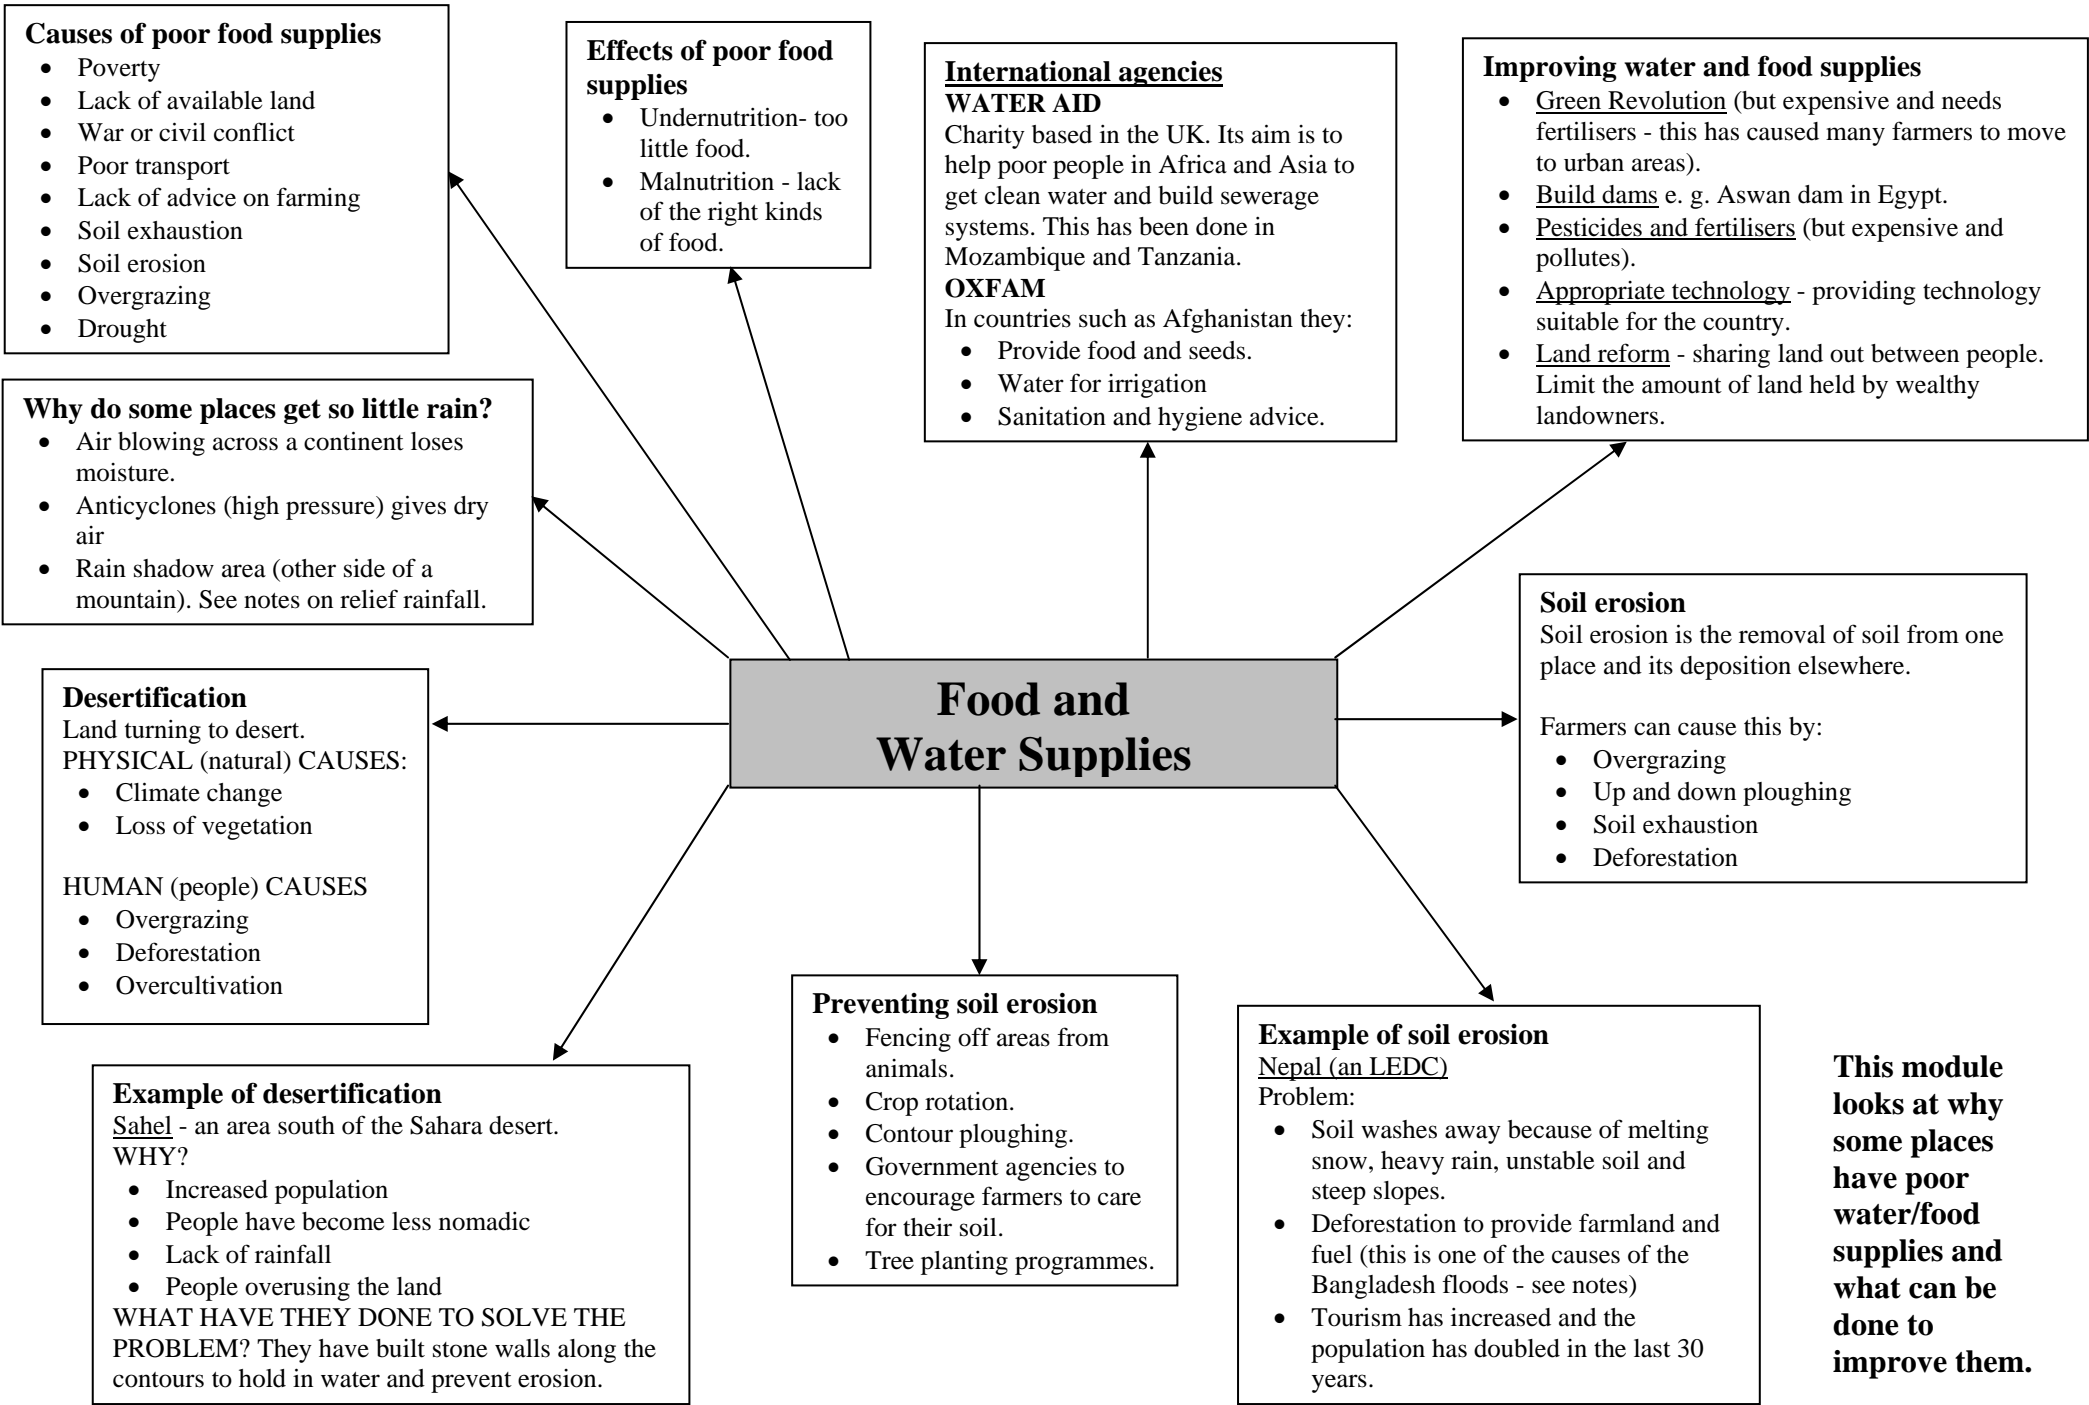 Causes of poor food supplies
• Poverty
• Lack of available land
• War or civil conflict
• Poor transport
• Lack of advice on farming
• Soil exhaustion
• Soil erosion
• Overgrazing
• Drought
Effects of poor food
supplies
• Undernutrition- too
little food.
• Malnutrition - lack
of the right kinds
of food.
International agencies
WATER AID
Charity based in the UK. Its aim is to
help poor people in Africa and Asia to
get clean water and build sewerage
systems. This has been done in
Mozambique and Tanzania.
OXFAM
In countries such as Afghanistan they:
• Provide food and seeds.
• Water for irrigation
• Sanitation and hygiene advice.
Improving water and food supplies
• Green Revolution (but expensive and needs
fertilisers - this has caused many farmers to move
to urban areas).
• Build dams e. g. Aswan dam in Egypt.
• Pesticides and fertilisers (but expensive and
pollutes).
• Appropriate technology - providing technology
suitable for the country.
• Land reform - sharing land out between people.
Limit the amount of land held by wealthy
landowners.
Why do some places get so little rain?
• Air blowing across a continent loses
moisture.
• Anticyclones (high pressure) gives dry
air
• Rain shadow area (other side of a
mountain). See notes on relief rainfall.
Soil erosion
Soil erosion is the removal of soil from one
place and its deposition elsewhere.
Farmers can cause this by:
• Overgrazing
• Up and down ploughing
• Soil exhaustion
• Deforestation
Food and
Water Supplies
Desertification
Land turning to desert.
PHYSICAL (natural) CAUSES:
• Climate change
• Loss of vegetation
HUMAN (people) CAUSES
• Overgrazing
• Deforestation
• Overcultivation
Example of desertification
Sahel - an area south of the Sahara desert.
WHY?
• Increased population
• People have become less nomadic
• Lack of rainfall
• People overusing the land
WHAT HAVE THEY DONE TO SOLVE THE
PROBLEM? They have built stone walls along the
contours to hold in water and prevent erosion.
Preventing soil erosion
• Fencing off areas from
animals.
• Crop rotation.
• Contour ploughing.
• Government agencies to
encourage farmers to care
for their soil.
• Tree planting programmes.
Example of soil erosion
Nepal (an LEDC)
Problem:
• Soil washes away because of melting
snow, heavy rain, unstable soil and
steep slopes.
• Deforestation to provide farmland and
fuel (this is one of the causes of the
Bangladesh floods - see notes)
• Tourism has increased and the
population has doubled in the last 30
years.
This module
looks at why
some places
have poor
water/food
supplies and
what can be
done to
improve them.